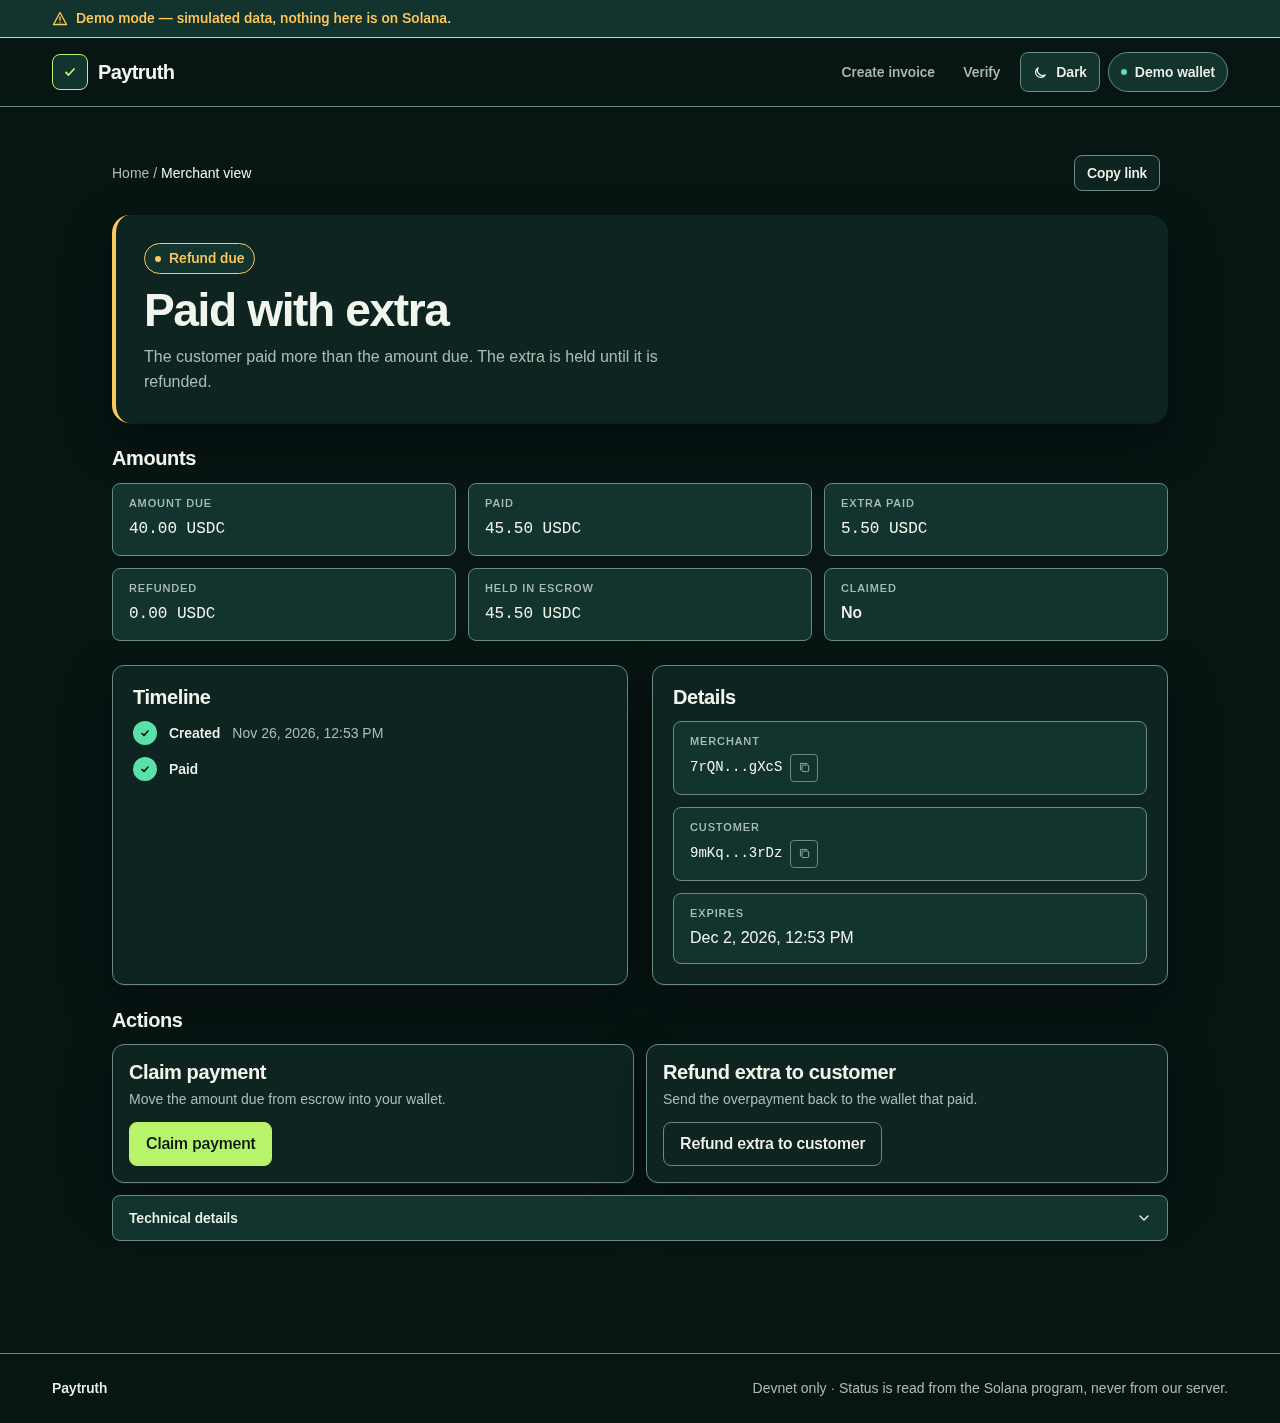 Demo mode — simulated data, nothing here is on Solana.
Paytruth
Create invoice
Verify
Dark
Demo wallet
Home / Merchant view
Copy link
Refund due
Paid with extra
The customer paid more than the amount due. The extra is held until it is
refunded.
Amounts
AMOUNT DUE
40.00 USDC
PAID
45.50 USDC
EXTRA PAID
5.50 USDC
REFUNDED
0.00 USDC
HELD IN ESCROW
45.50 USDC
CLAIMED
No
Timeline
Created Nov 26, 2026, 12:53 PM
Paid
Details
MERCHANT
7rQN...gXcS
CUSTOMER
9mKq...3rDz
EXPIRES
Dec 2, 2026, 12:53 PM
Actions
Claim payment
Move the amount due from escrow into your wallet.
Claim payment
Refund extra to customer
Send the overpayment back to the wallet that paid.
Refund extra to customer
Technical details
Paytruth
Devnet only · Status is read from the Solana program, never from our server.